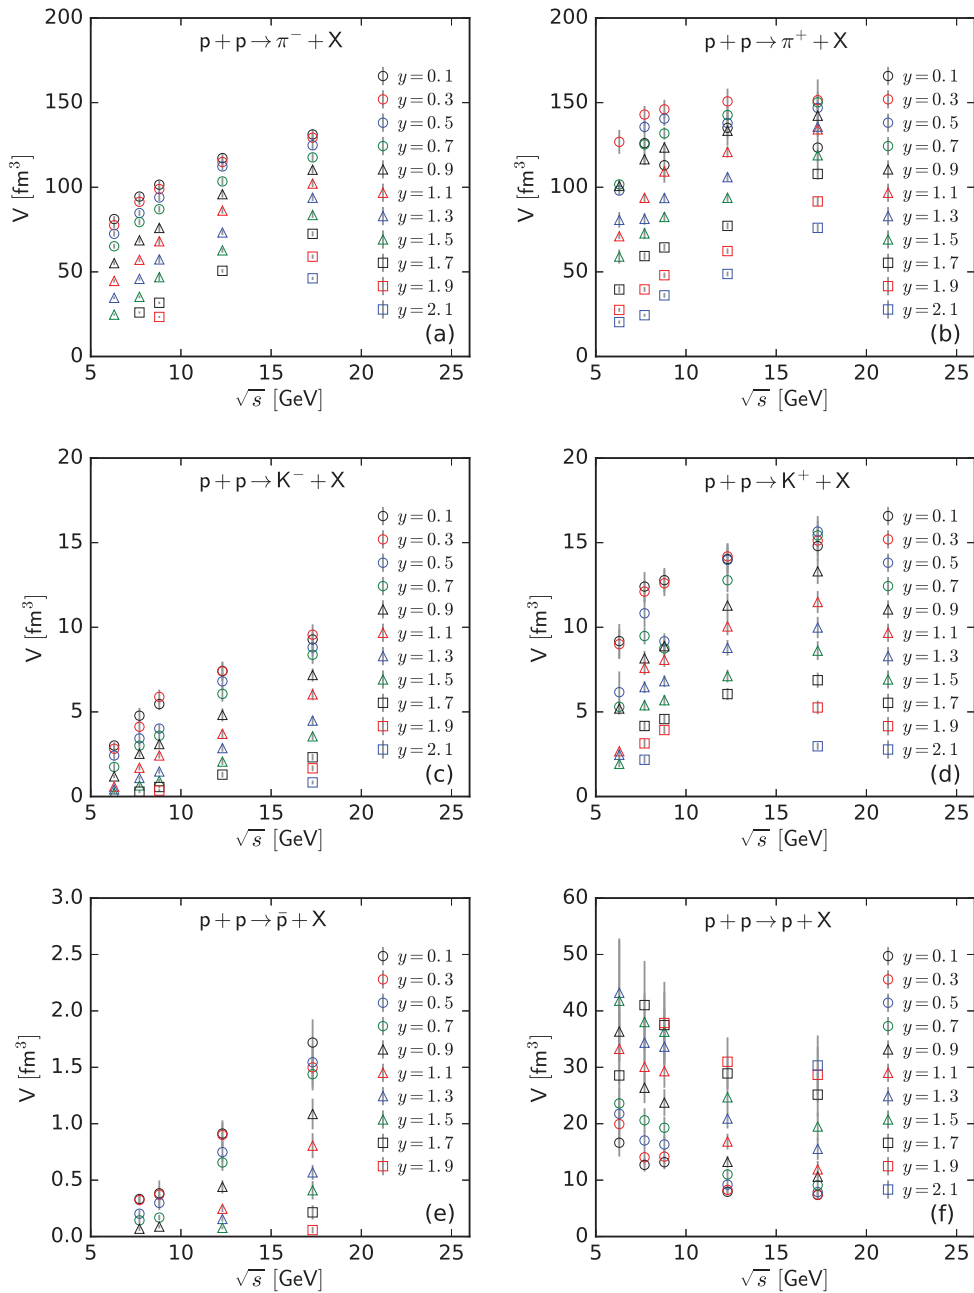 p + p → π⁻ + X
V [fm³]
200
150
100
50
0
y = 0.1
y = 0.3
y = 0.5
y = 0.7
y = 0.9
y = 1.1
y = 1.3
y = 1.5
y = 1.7
y = 1.9
y = 2.1
(a)
5 10 15 20 25
√s [GeV]
p + p → π⁺ + X
V [fm³]
200
150
100
50
0
y = 0.1
y = 0.3
y = 0.5
y = 0.7
y = 0.9
y = 1.1
y = 1.3
y = 1.5
y = 1.7
y = 1.9
y = 2.1
(b)
5 10 15 20 25
√s [GeV]
p + p → K⁻ + X
V [fm³]
20
15
10
5
0
y = 0.1
y = 0.3
y = 0.5
y = 0.7
y = 0.9
y = 1.1
y = 1.3
y = 1.5
y = 1.7
y = 1.9
y = 2.1
(c)
5 10 15 20 25
√s [GeV]
p + p → K⁺ + X
V [fm³]
20
15
10
5
0
y = 0.1
y = 0.3
y = 0.5
y = 0.7
y = 0.9
y = 1.1
y = 1.3
y = 1.5
y = 1.7
y = 1.9
y = 2.1
(d)
5 10 15 20 25
√s [GeV]
p + p → p̄ + X
V [fm³]
3.0
2.5
2.0
1.5
1.0
0.5
0.0
y = 0.1
y = 0.3
y = 0.5
y = 0.7
y = 0.9
y = 1.1
y = 1.3
y = 1.5
y = 1.7
y = 1.9
(e)
5 10 15 20 25
√s [GeV]
p + p → p + X
V [fm³]
60
50
40
30
20
10
0
y = 0.1
y = 0.3
y = 0.5
y = 0.7
y = 0.9
y = 1.1
y = 1.3
y = 1.5
y = 1.7
y = 1.9
y = 2.1
(f)
5 10 15 20 25
√s [GeV]